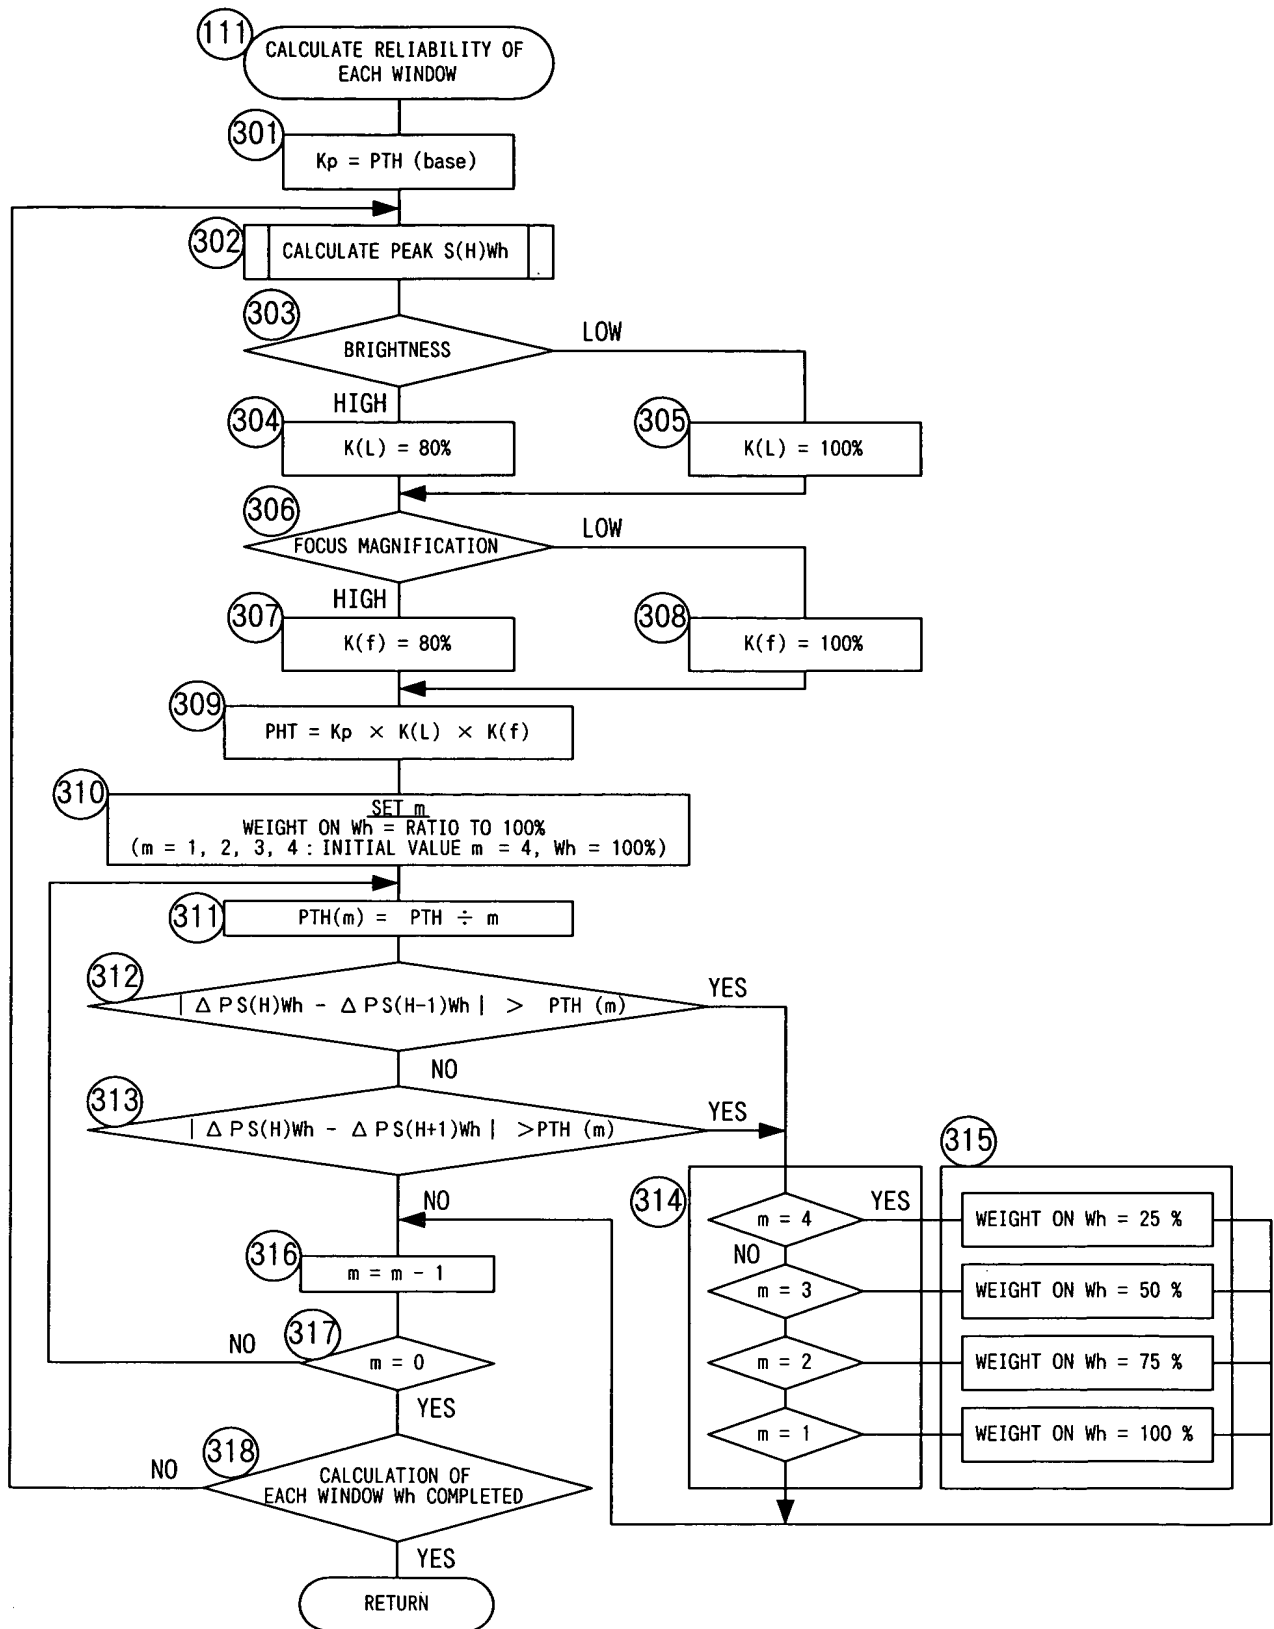 111
CALCULATE RELIABILITY OF
EACH WINDOW
301
Kp = PTH (base)
302
CALCULATE PEAK S(H)Wh
303
BRIGHTNESS
LOW
HIGH
304
K(L) = 80%
305
K(L) = 100%
306
FOCUS MAGNIFICATION
LOW
HIGH
307
K(f) = 80%
308
K(f) = 100%
309
PHT = Kp × K(L) × K(f)
310
SET m
WEIGHT ON Wh = RATIO TO 100%
(m = 1, 2, 3, 4 : INITIAL VALUE m = 4, Wh = 100%)
311
PTH(m) = PTH ÷ m
312
| Δ PS(H)Wh - Δ PS(H-1)Wh | > PTH (m)
YES
NO
313
| Δ PS(H)Wh - Δ PS(H+1)Wh | >PTH (m)
YES
NO
314
m = 4
YES
NO
m = 3
m = 2
m = 1
315
WEIGHT ON Wh = 25 %
WEIGHT ON Wh = 50 %
WEIGHT ON Wh = 75 %
WEIGHT ON Wh = 100 %
316
m = m - 1
317
m = 0
NO
YES
318
CALCULATION OF
EACH WINDOW Wh COMPLETED
NO
YES
RETURN